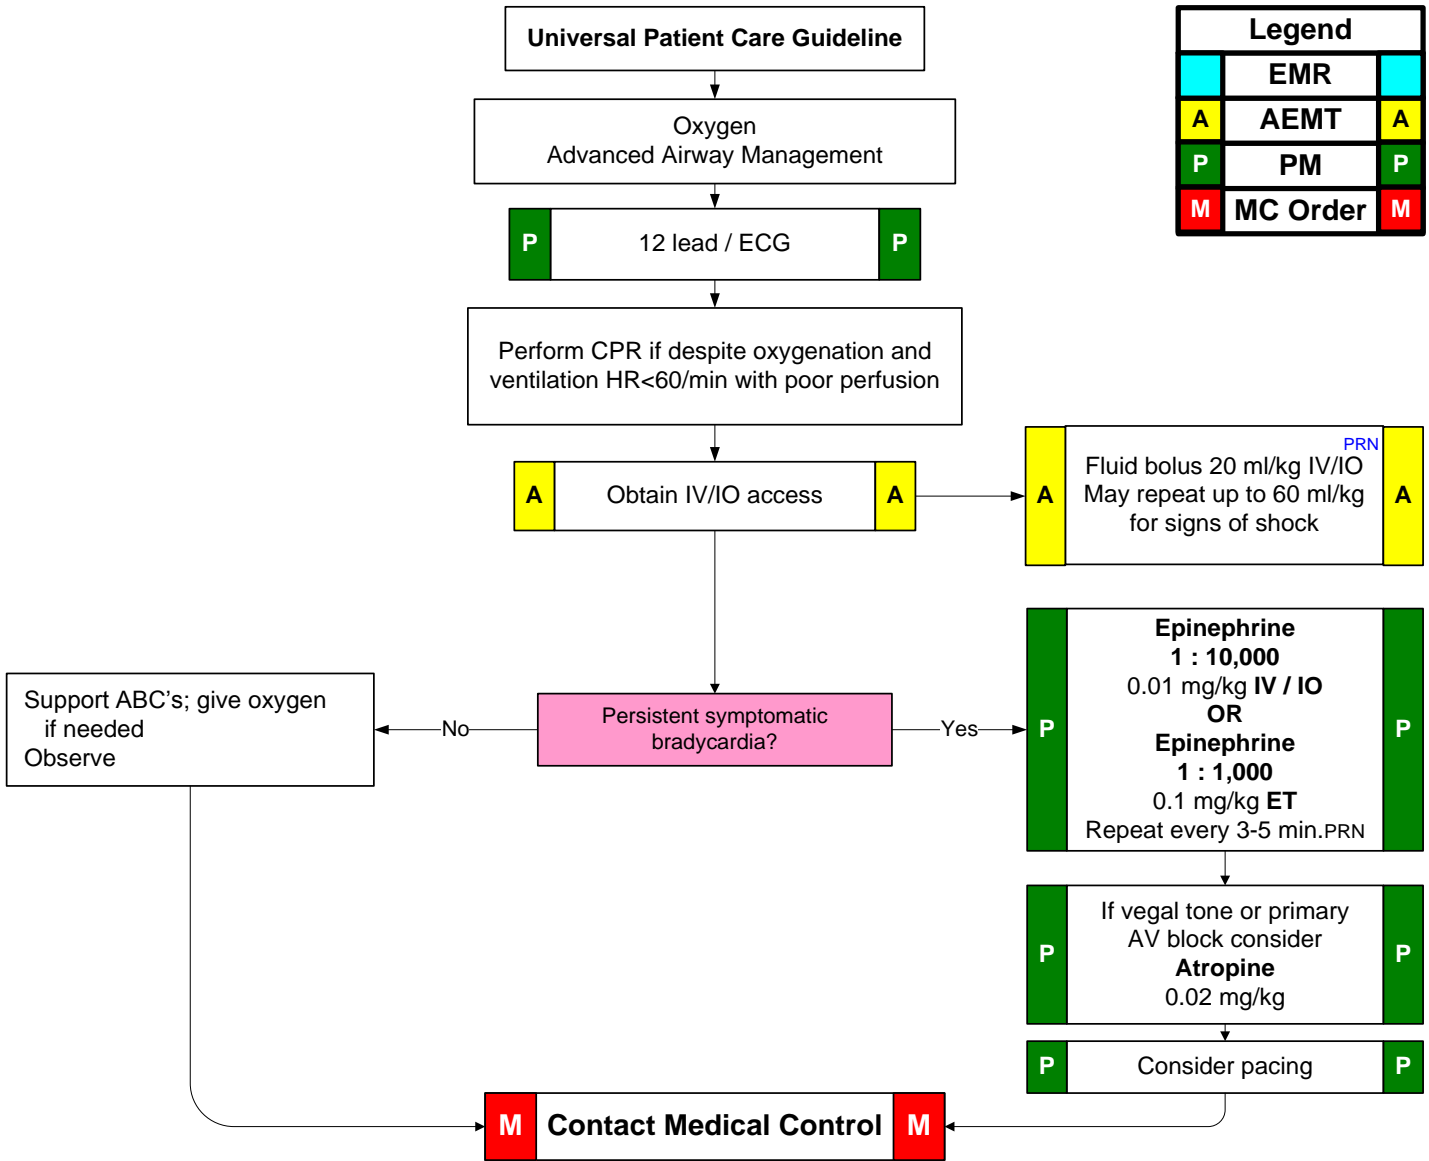 Universal Patient Care Guideline
Legend
EMR
A AEMT A
P PM P
M MC Order M
Oxygen
Advanced Airway Management
P 12 lead / ECG P
Perform CPR if despite oxygenation and
ventilation HR<60/min with poor perfusion
A Obtain IV/IO access A
PRN
Fluid bolus 20 ml/kg IV/IO
A May repeat up to 60 ml/kg A
for signs of shock
Persistent symptomatic
bradycardia?
No
Support ABC's; give oxygen
if needed
Observe
Yes
Epinephrine
1 : 10,000
0.01 mg/kg IV / IO
P OR P
Epinephrine
1 : 1,000
0.1 mg/kg ET
Repeat every 3-5 min.PRN
If vegal tone or primary
P AV block consider P
Atropine
0.02 mg/kg
P Consider pacing P
M Contact Medical Control M